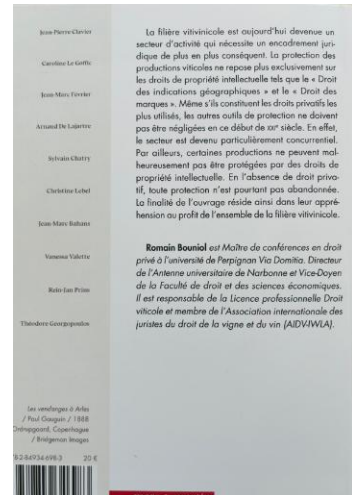 Jean-Pierre Clavier
Caroline Le Goffic
Jean-Marc Février
Arnaud De Lajartre
Sylvain Chatry
Christine Lebel
Jean-Marc Bahans
Vanessa Valette
Rein-Jan Prins
Théodore Georgopoulos
Les vendanges à Arles
/ Paul Gauguin / 1888
Ordrupgaard, Copenhague
/ Bridgeman Images
78-2-84934-698-3 20 €
La filière vitivinicole est aujourd'hui devenue un
secteur d'activité qui nécessite un encadrement juri-
dique de plus en plus conséquent. La protection des
productions viticoles ne repose plus exclusivement sur
les droits de propriété intellectuelle tels que le « Droit
des indications géographiques » et le « Droit des
marques ». Même s'ils constituent les droits privatifs les
plus utilisés, les autres outils de protection ne doivent
pas être négligées en ce début de XXIe siècle. En effet,
le secteur est devenu particulièrement concurrentiel.
Par ailleurs, certaines productions ne peuvent mal-
heureusement pas être protégées par des droits de
propriété intellectuelle. En l'absence de droit priva-
tif, toute protection n'est pourtant pas abandonnée.
La finalité de l'ouvrage réside ainsi dans leur appré-
hension au profit de l'ensemble de la filière vitivinicole.
Romain Bouniol est Maître de conférences en droit
privé à l'université de Perpignan Via Domitia. Directeur
de l'Antenne universitaire de Narbonne et Vice-Doyen
de la Faculté de droit et des sciences économiques.
Il est responsable de la Licence professionnelle Droit
viticole et membre de l'Association internationale des
juristes du droit de la vigne et du vin (AIDV-IWLA).